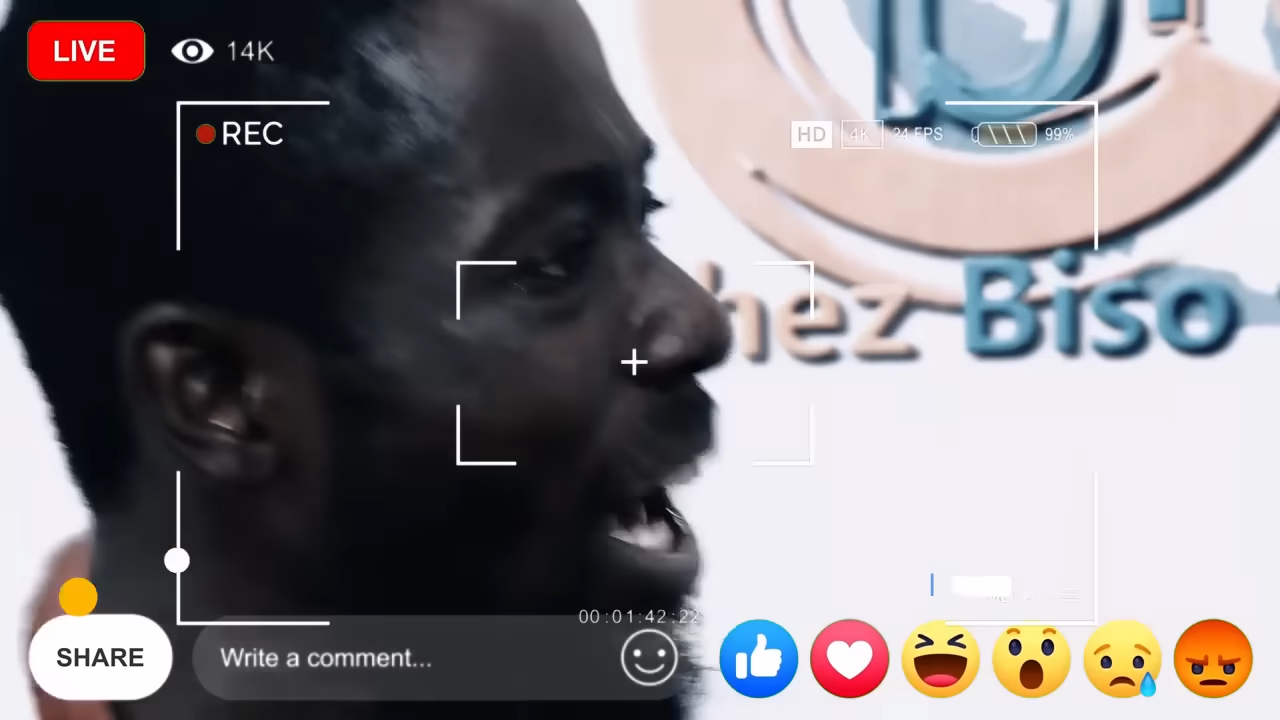 LIVE
14K
REC
HD 4K 24 FPS 99%
hez Biso
00:01:42:22
SHARE
Write a comment...